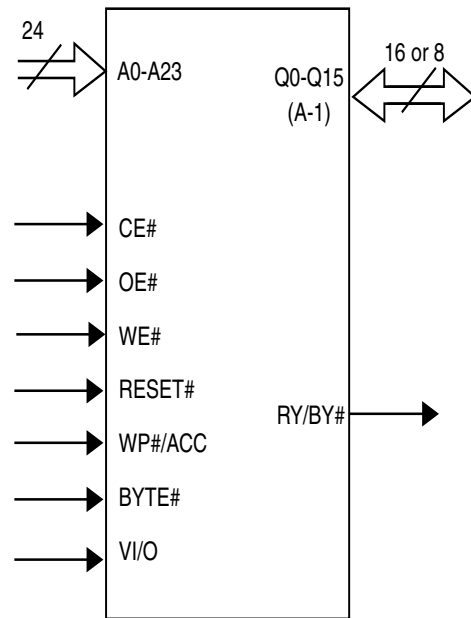 24
16 or 8
A0-A23
Q0-Q15
(A-1)
CE#
OE#
WE#
RESET#
RY/BY#
WP#/ACC
BYTE#
VI/O